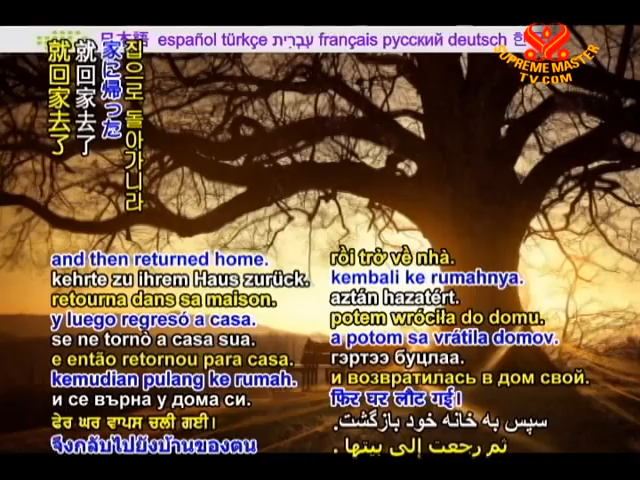 日本語 español türkçe עִבְרִית français русский deutsch 한
SUPREME MASTER
TV.COM
집으로 돌아가니라
家に帰った
就回家去了
就回家去了
and then returned home.
kehrte zu ihrem Haus zurück.
retourna dans sa maison.
y luego regresó a casa.
se ne tornò a casa sua.
e então retornou para casa.
kemudian pulang ke rumah.
и се върна у дома си.
ਫੇਰ ਘਰ ਵਾਪਸ ਚਲੀ ਗਈ।
จึงกลับไปยังบ้านของตน
rồi trở về nhà.
kembali ke rumahnya.
aztán hazatért.
potem wróciła do domu.
a potom sa vrátila domov.
гэртээ буцлаа.
и возвратилась в дом свой.
फिर घर लौट गई।
سپس به خانه خود بازگشت.
ثم رجعت إلى بيتها .